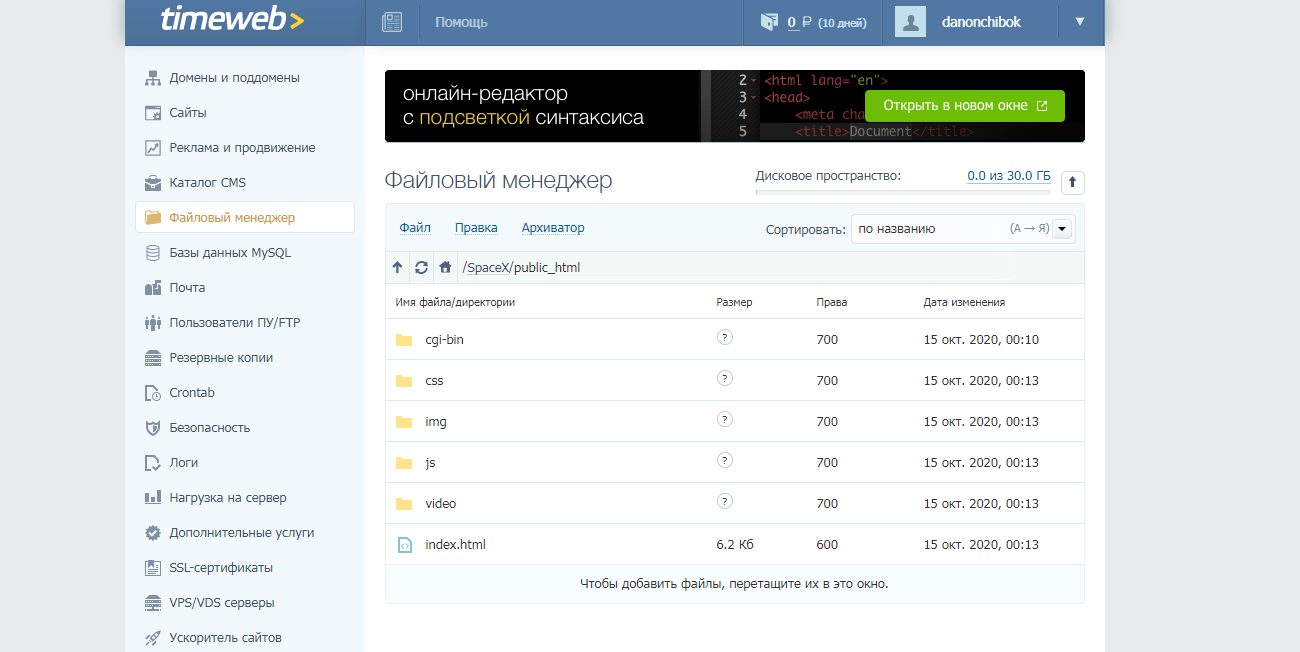 timeweb>
Помощь
0 ₽ (10 дней)
danonchibok
Домены и поддомены
Сайты
Реклама и продвижение
Каталог CMS
Файловый менеджер
Базы данных MySQL
Почта
Пользователи ПУ/FTP
Резервные копии
Crontab
Безопасность
Логи
Нагрузка на сервер
Дополнительные услуги
SSL-сертификаты
VPS/VDS серверы
Ускоритель сайтов
онлайн-редактор
с подсветкой синтаксиса
2 <html lang="en">
3 <head>
4 <meta cha
5 <title>Document</title>
Открыть в новом окне
Файловый менеджер
Дисковое пространство: 0.0 из 30.0 ГБ
Файл Правка Архиватор
Сортировать: по названию (А → Я)
/SpaceX/public_html
Имя файла/директории Размер Права Дата изменения
cgi-bin ? 700 15 окт. 2020, 00:10
css ? 700 15 окт. 2020, 00:13
img ? 700 15 окт. 2020, 00:13
js ? 700 15 окт. 2020, 00:13
video ? 700 15 окт. 2020, 00:13
index.html 6.2 Кб 600 15 окт. 2020, 00:13
Чтобы добавить файлы, перетащите их в это окно.